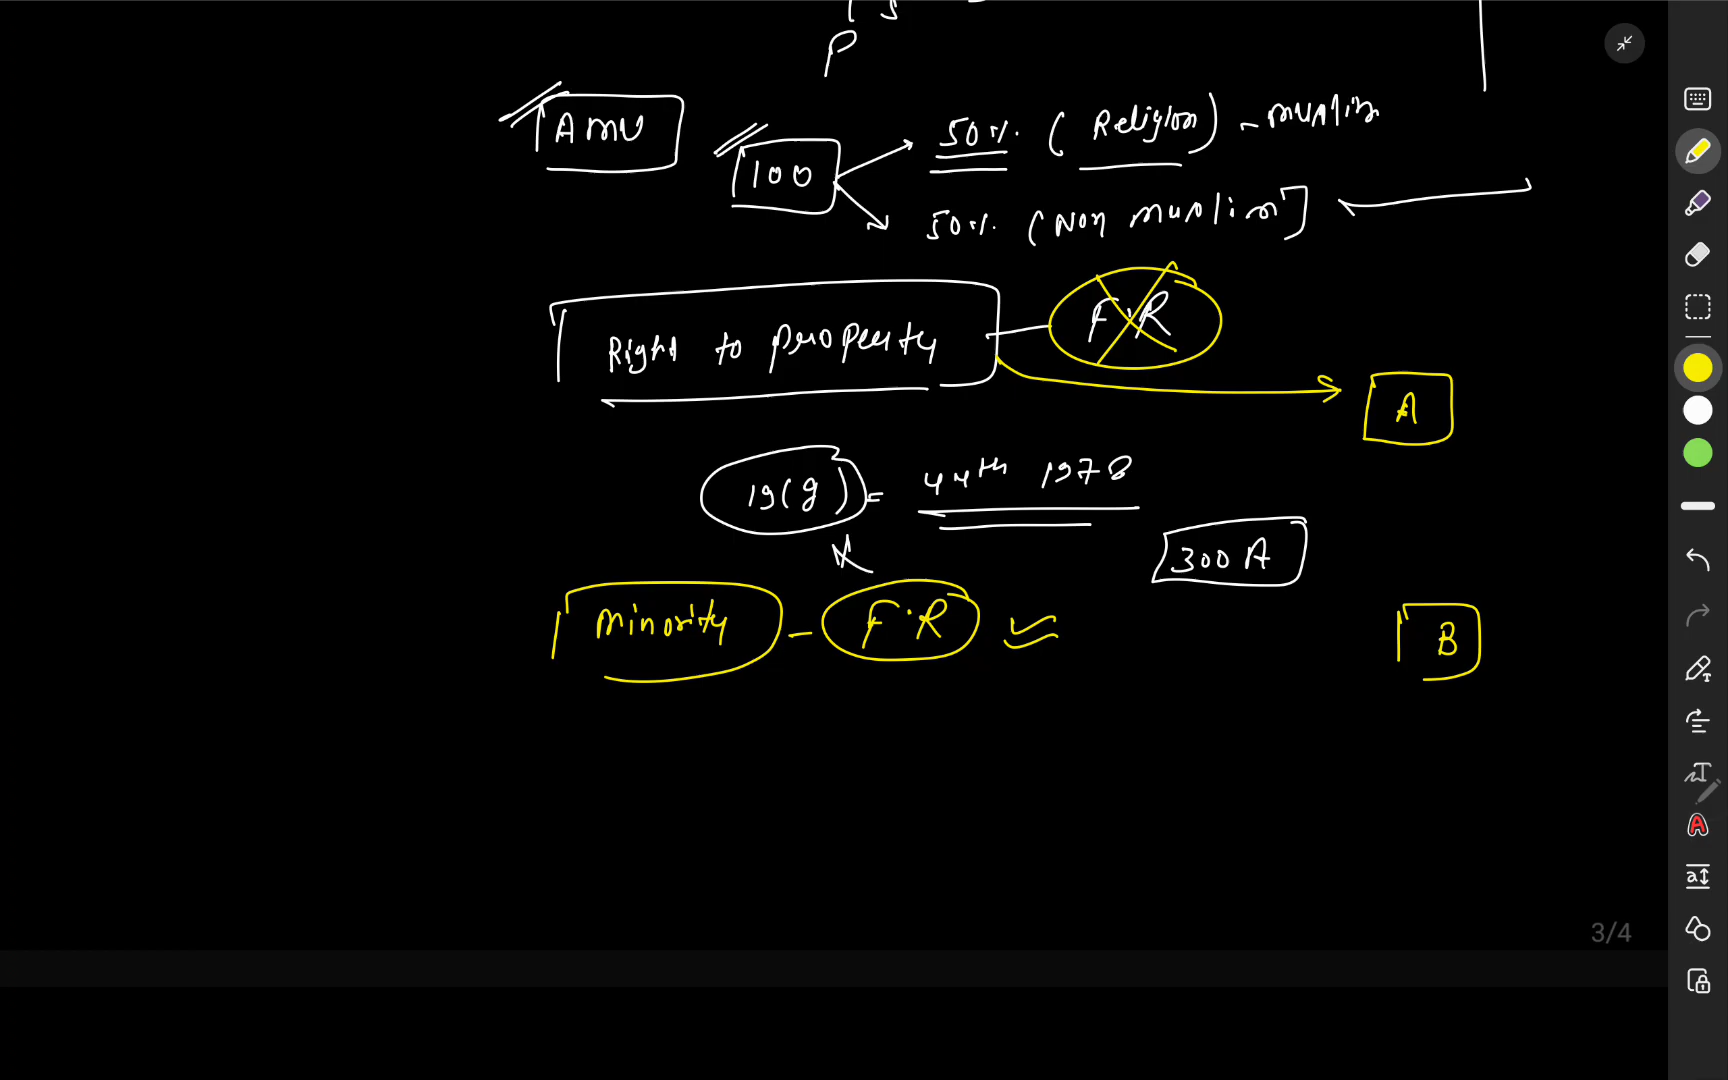 P
AMU
100
50%. (Religion) - muslim
50%. (Non muslim]
Right to property
F.R
A
19(g) = 44th 1978
300 A
Minority - F.R
B
3/4